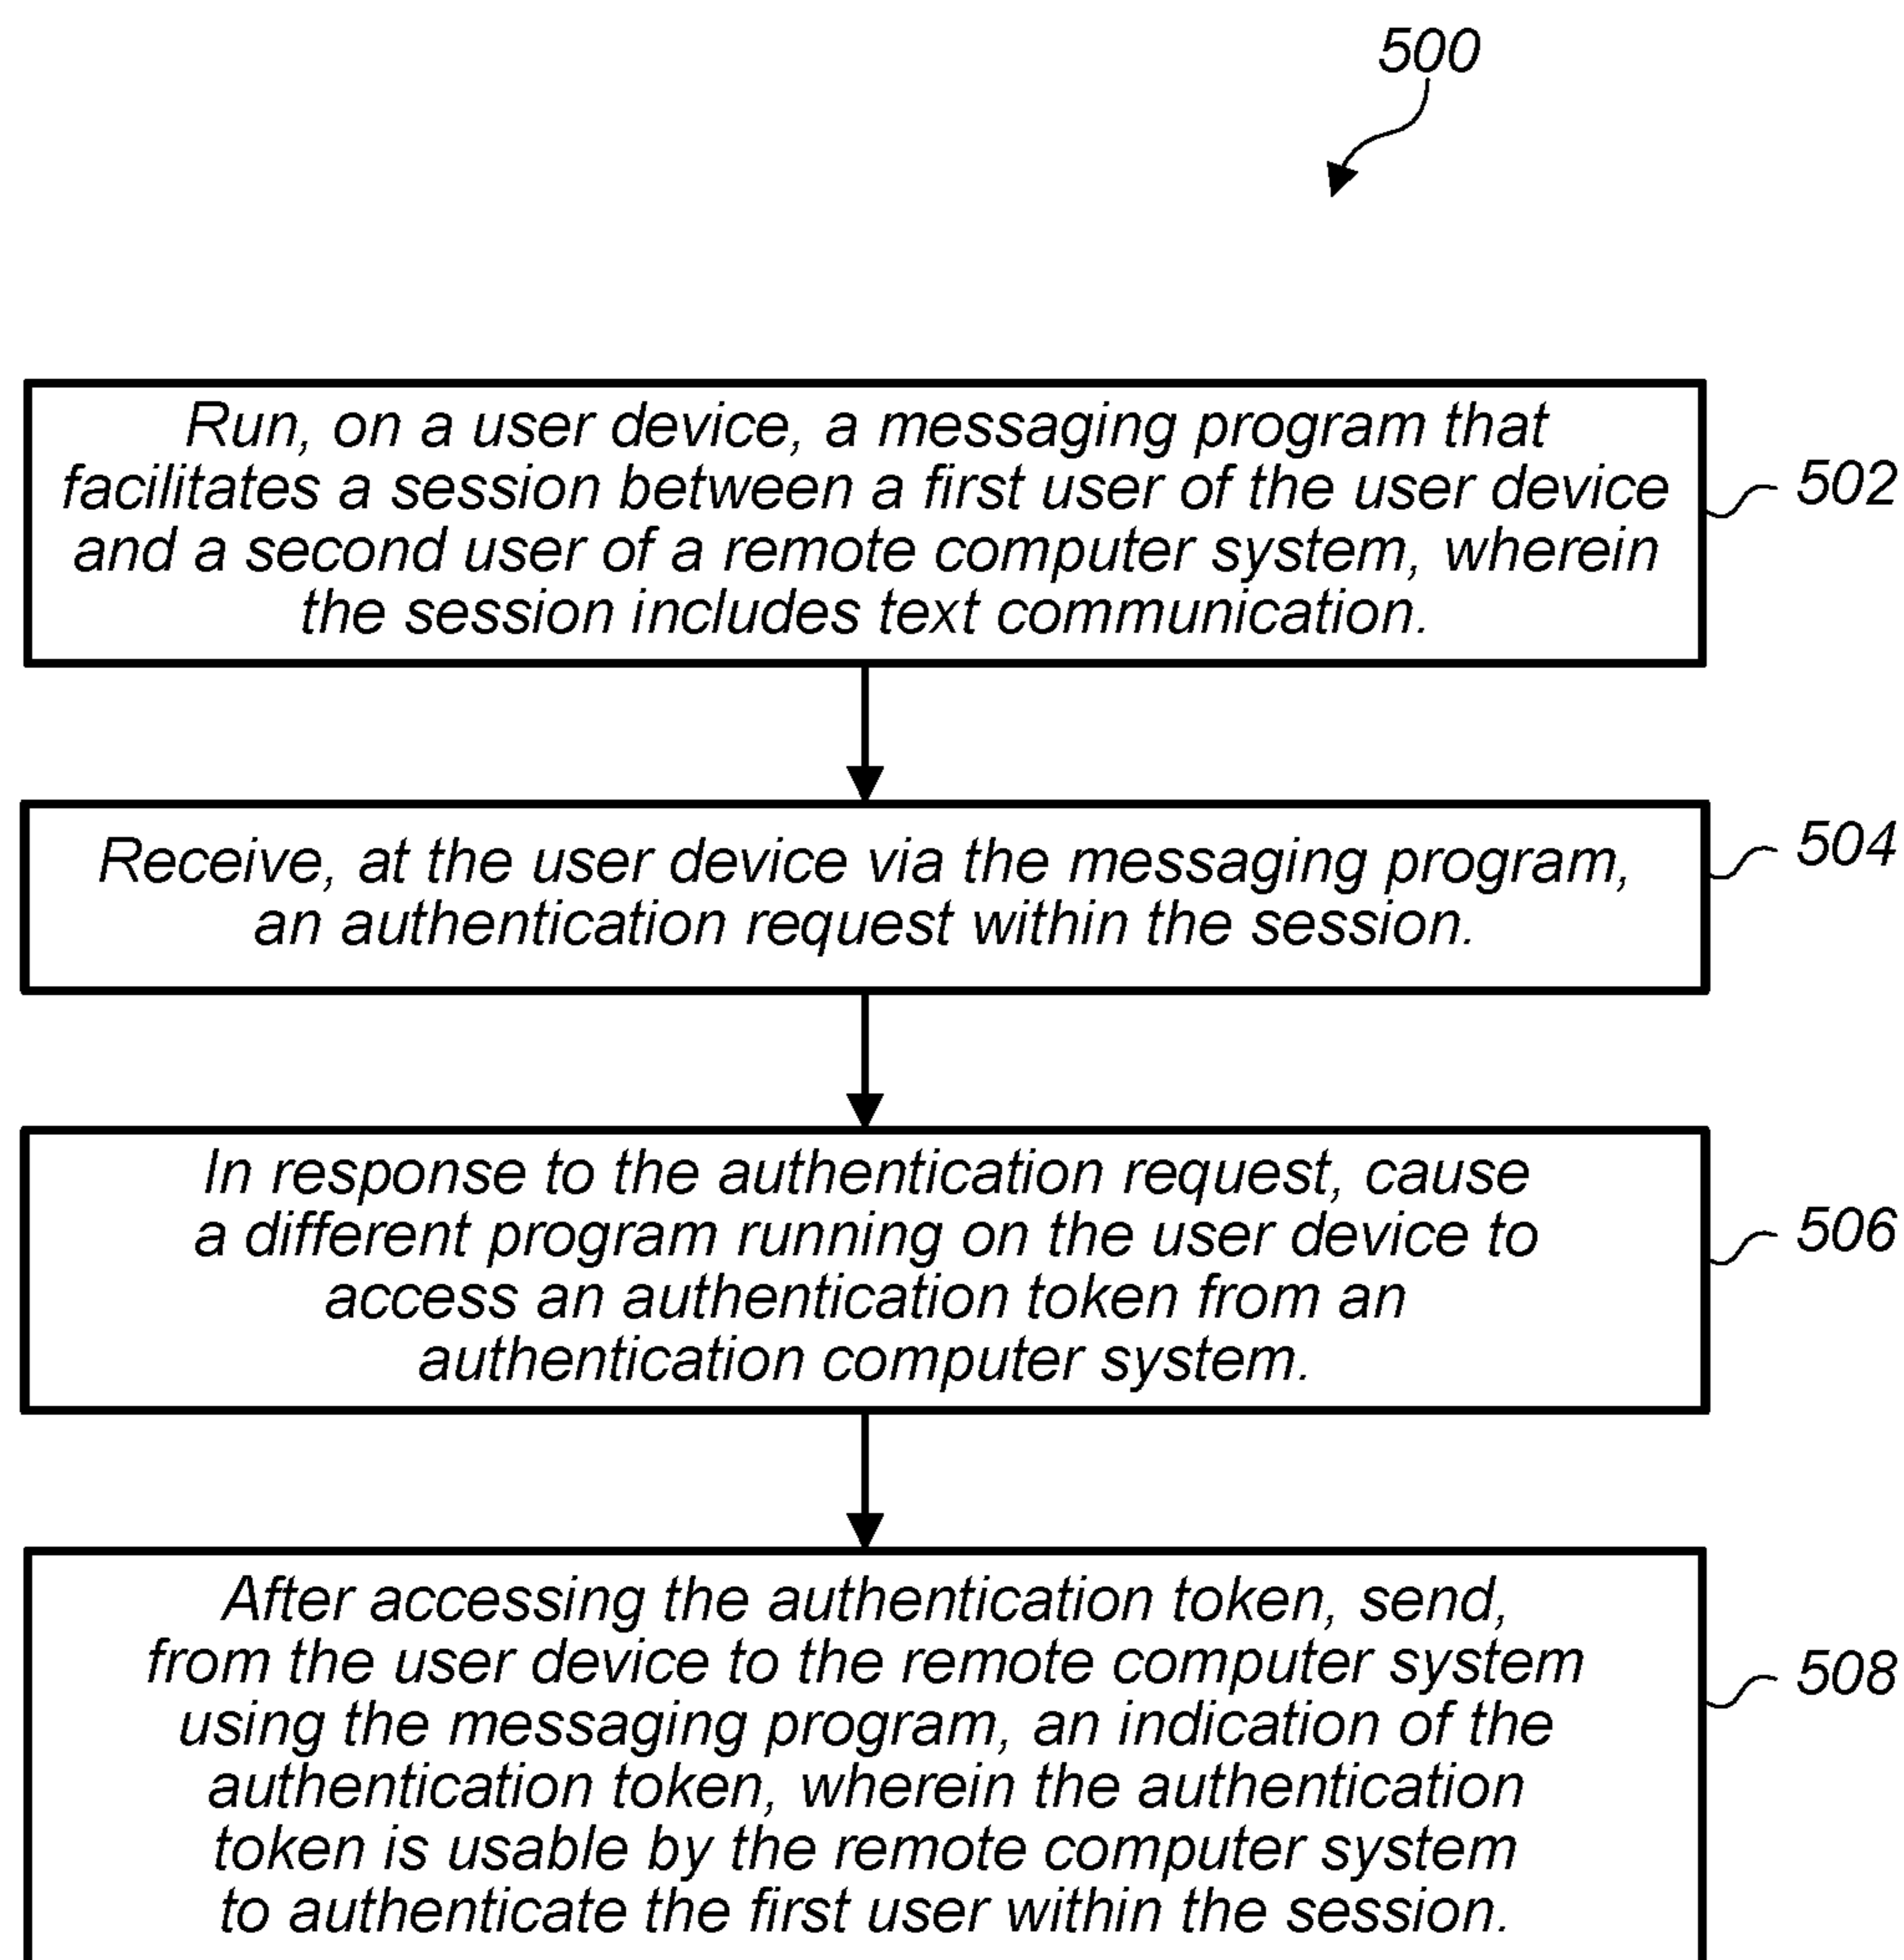 500
Run, on a user device, a messaging program that
facilitates a session between a first user of the user device
and a second user of a remote computer system, wherein
the session includes text communication.
502
Receive, at the user device via the messaging program,
an authentication request within the session.
504
In response to the authentication request, cause
a different program running on the user device to
access an authentication token from an
authentication computer system.
506
After accessing the authentication token, send,
from the user device to the remote computer system
using the messaging program, an indication of the
authentication token, wherein the authentication
token is usable by the remote computer system
to authenticate the first user within the session.
508